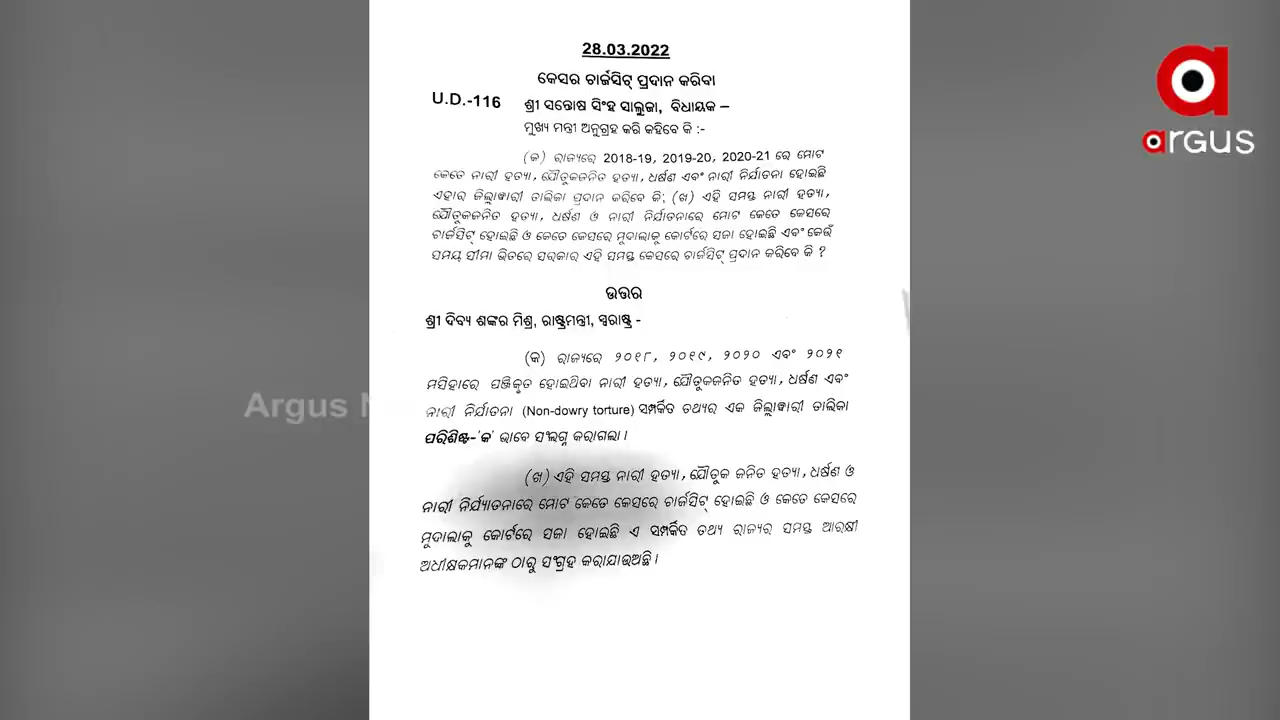 28.03.2022
କେସର ଚାର୍ଜସିଟ୍ ପ୍ରଦାନ କରିବା
U.D.-116 ଶ୍ରୀ ସନ୍ତୋଷ ସିଂହ ସାଲୁଜା, ବିଧାୟକ –
ମୁଖ୍ୟ ମନ୍ତ୍ରୀ ଅନୁଗ୍ରହ କରି କହିବେ କି :-
(କ) ରାଜ୍ୟରେ 2018-19, 2019-20, 2020-21 ରେ ମୋଟ
କେତେ ନାରୀ ହତ୍ୟା, ଯୌତୁକଜନିତ ହତ୍ୟା, ଧର୍ଷଣ ଏବଂ ନାରୀ ନିର୍ଯାତନା ହୋଇଛି
ଏହାର ଜିଲ୍ଲାୱାରୀ ତାଲିକା ପ୍ରଦାନ କରିବେ କି; (ଖ) ଏହି ସମସ୍ତ ନାରୀ ହତ୍ୟା,
ଯୌତୁକଜନିତ ହତ୍ୟା, ଧର୍ଷଣ ଓ ନାରୀ ନିର୍ଯାତନାରେ ମୋଟ କେତେ କେସରେ
ଚାର୍ଜସିଟ୍ ହୋଇଛି ଓ କେତେ କେସରେ ମୁଦାଲାକୁ କୋର୍ଟରେ ସଜା ହୋଇଛି ଏବଂ କେଉଁ
ସମୟ ସୀମା ଭିତରେ ସରକାର ଏହି ସମସ୍ତ କେସରେ ଚାର୍ଜସିଟ୍ ପ୍ରଦାନ କରିବେ କି ?
ଉତ୍ତର
ଶ୍ରୀ ଦିବ୍ୟ ଶଙ୍କର ମିଶ୍ର, ରାଷ୍ଟ୍ରମନ୍ତ୍ରୀ, ସ୍ୱରାଷ୍ଟ୍ର -
(କ) ରାଜ୍ୟରେ ୨୦୧୮, ୨୦୧୯, ୨୦୨୦ ଏବଂ ୨୦୨୧
ମସିହାରେ ପଞ୍ଜିକୃତ ହୋଇଥିବା ନାରୀ ହତ୍ୟା, ଯୌତୁକଜନିତ ହତ୍ୟା, ଧର୍ଷଣ ଏବଂ
ନାରୀ ନିର୍ଯାତନା (Non-dowry torture) ସମ୍ପର୍କିତ ତଥ୍ୟର ଏକ ଜିଲ୍ଲାୱାରୀ ତାଲିକା
ପରିଶିଷ୍ଟ-'କ' ଭାବେ ସଂଲଗ୍ନ କରାଗଲା ।
(ଖ) ଏହି ସମସ୍ତ ନାରୀ ହତ୍ୟା, ଯୌତୁକ ଜନିତ ହତ୍ୟା, ଧର୍ଷଣ ଓ
ନାରୀ ନିର୍ଯ୍ୟାତନାରେ ମୋଟ କେତେ କେସରେ ଚାର୍ଜସିଟ୍ ହୋଇଛି ଓ କେତେ କେସରେ
ମୁଦାଲାକୁ କୋର୍ଟରେ ସଜା ହୋଇଛି ଏ ସମ୍ପର୍କିତ ତଥ୍ୟ ରାଜ୍ୟର ସମସ୍ତ ଆରକ୍ଷୀ
ଅଧୀକ୍ଷକମାନଙ୍କ ଠାରୁ ସଂଗ୍ରହ କରାଯାଉଅଛି ।
argus
Argus